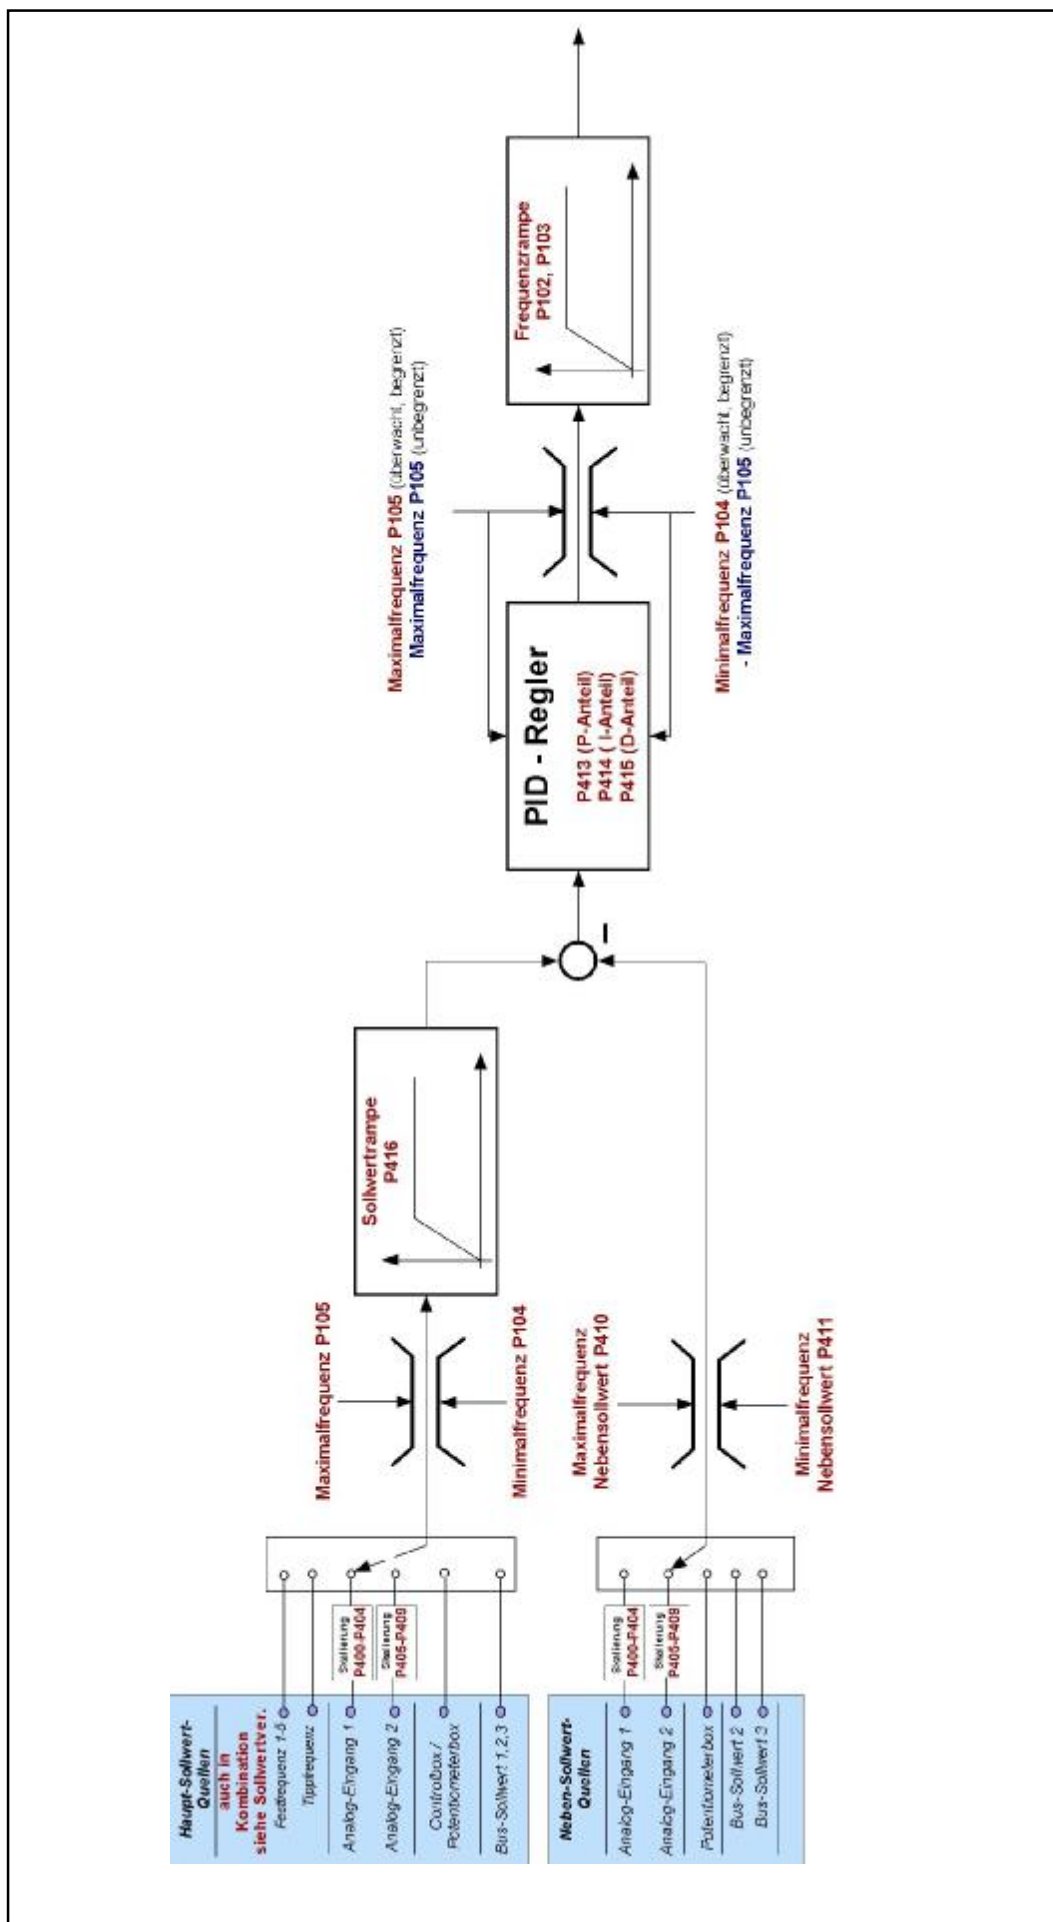 Haupt-Sollwert-
Quellen
auch in
Kombination
siehe Sollwertver.
Festfrequenz 1-5
Tippfrequenz
Analog-Eingang 1
Analog-Eingang 2
Controlbox /
Potentiometerbox
Bus-Sollwert 1,2,3
Skalierung
P400-P404
Skalierung
P405-P409
Maximalfrequenz P105
Minimalfrequenz P104
Sollwertrampe
P416
Neben-Sollwert-
Quellen
Analog-Eingang 1
Analog-Eingang 2
Potentiometerbox
Bus-Sollwert 2
Bus-Sollwert 3
Skalierung
P400-P404
Skalierung
P405-P409
Maximalfrequenz
Nebensollwert P410
Minimalfrequenz
Nebensollwert P411
–
PID - Regler
P413 (P-Anteil)
P414 ( I-Anteil)
P415 (D-Anteil)
Maximalfrequenz P105 (überwacht, begrenzt)
Maximalfrequenz P105 (unbegrenzt)
Minimalfrequenz P104 (überwacht, begrenzt)
- Maximalfrequenz P105 (unbegrenzt)
Frequenzrampe
P102, P103